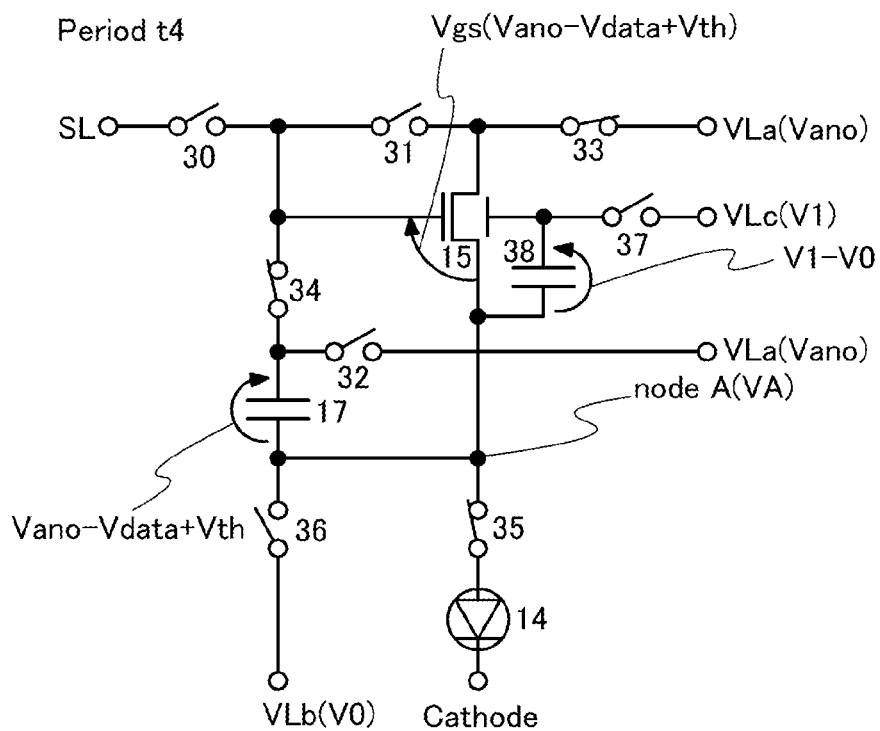 Period t4
Vgs(Vano-Vdata+Vth)
SL
30
31
33
VLa(Vano)
15
38
37
VLc(V1)
34
V1-V0
32
VLa(Vano)
17
node A(VA)
Vano-Vdata+Vth
36
35
14
VLb(V0)
Cathode